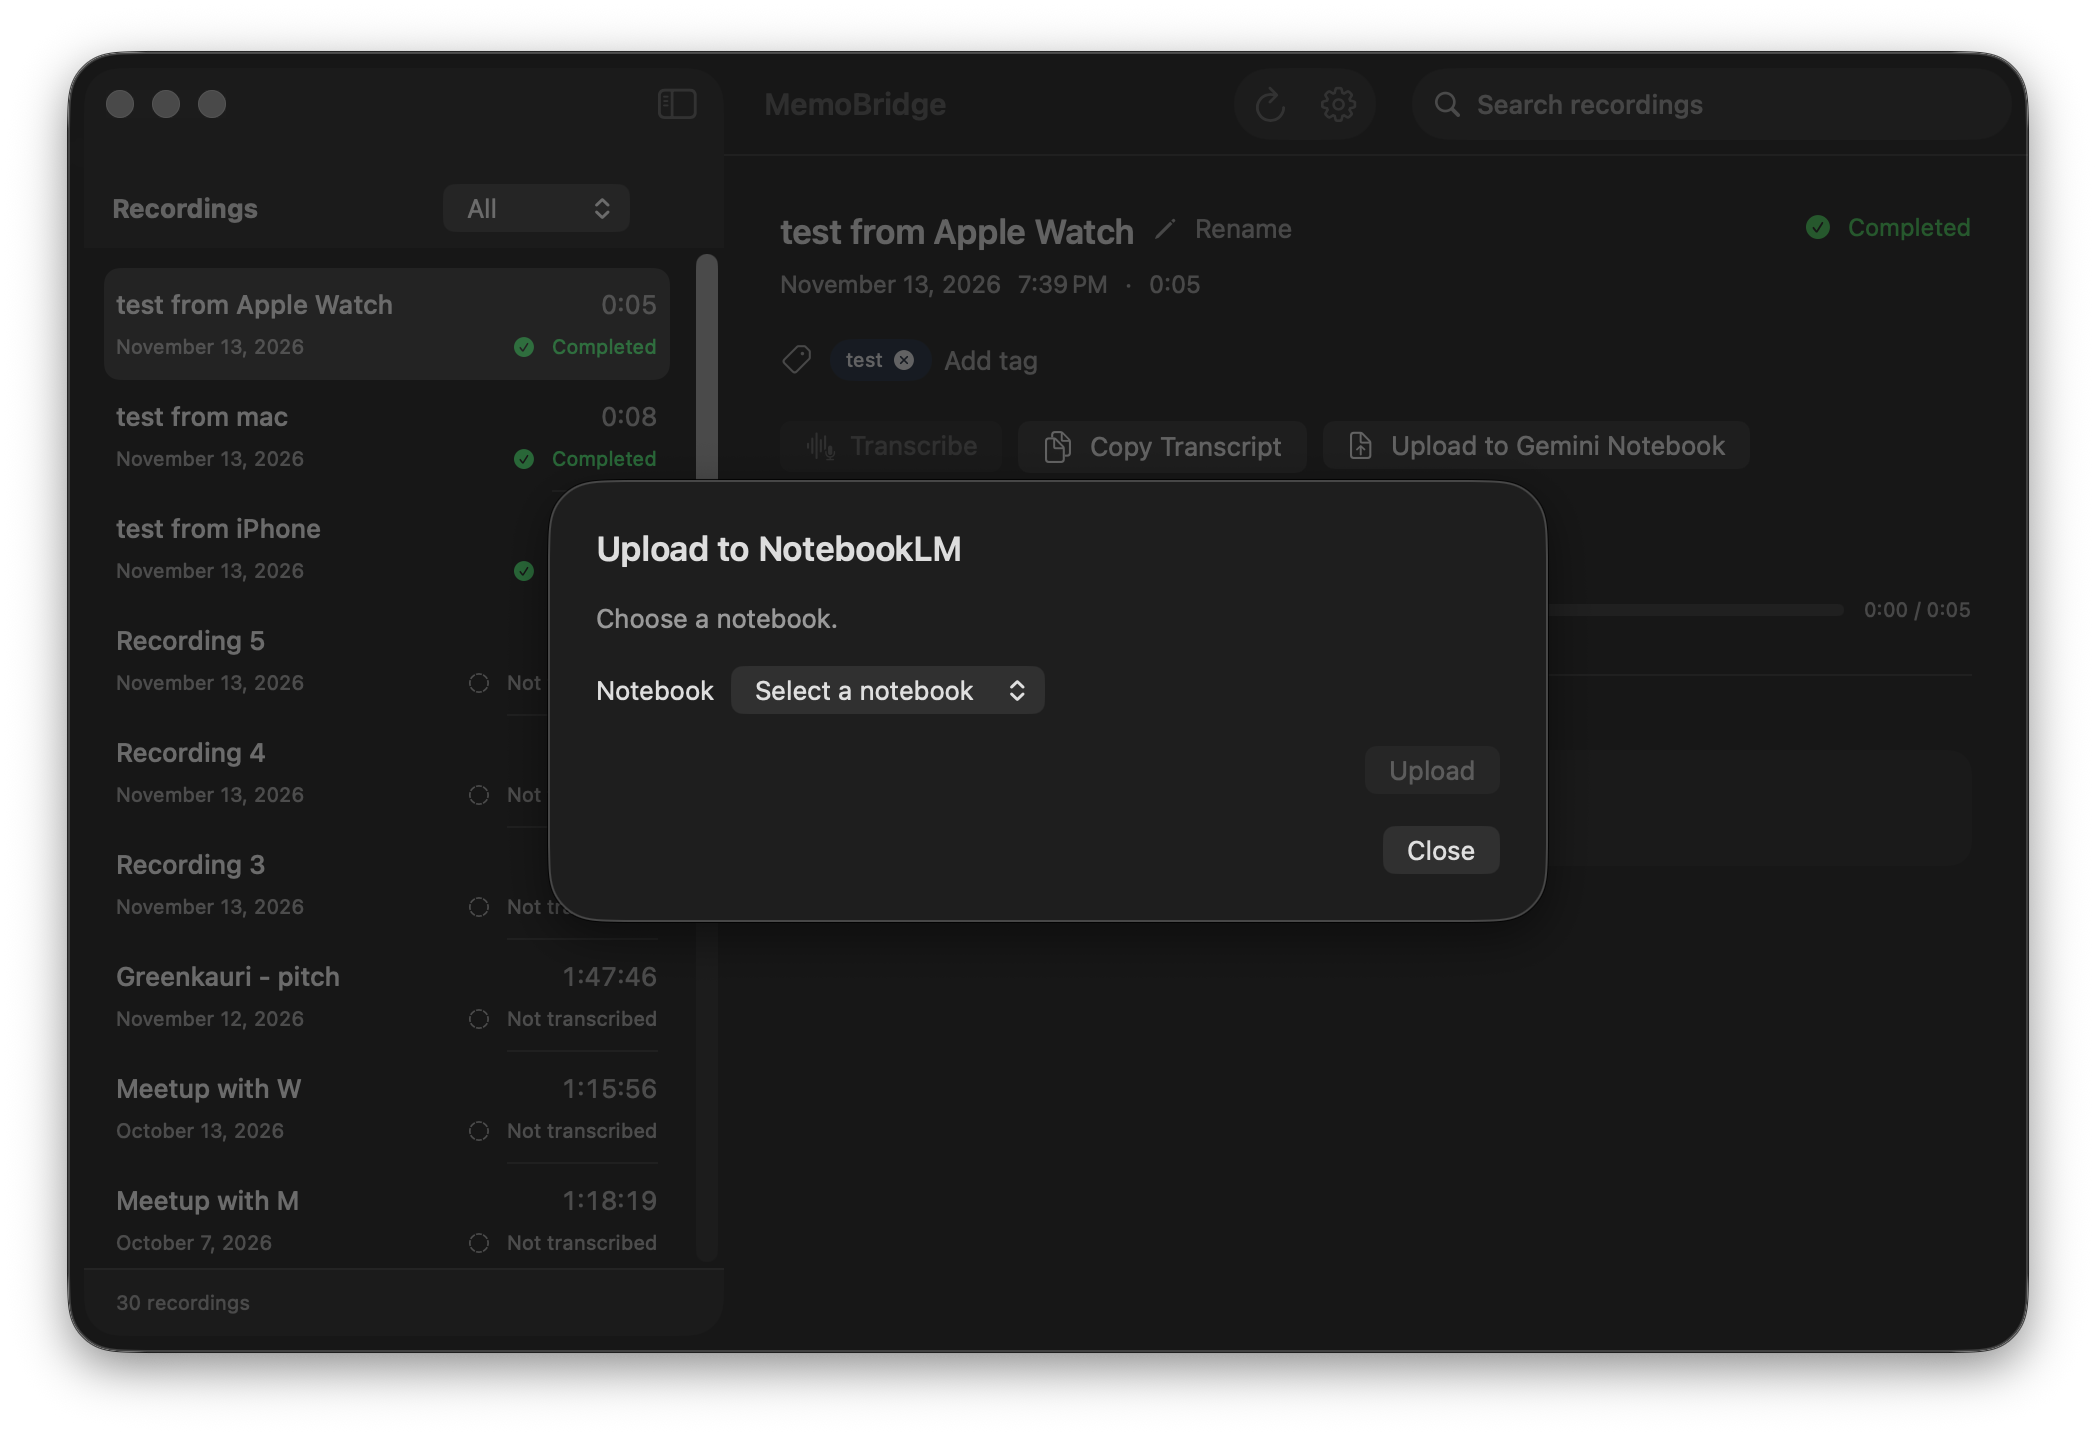 MemoBridge
Search recordings
Recordings
All
test from Apple Watch 0:05
November 13, 2026 Completed
test from mac 0:08
November 13, 2026 Completed
test from iPhone
November 13, 2026
Recording 5
November 13, 2026 Not
Recording 4
November 13, 2026 Not
Recording 3
November 13, 2026 Not
Greenkauri - pitch 1:47:46
November 12, 2026 Not transcribed
Meetup with W 1:15:56
October 13, 2026 Not transcribed
Meetup with M 1:18:19
October 7, 2026 Not transcribed
30 recordings
test from Apple Watch Rename
Completed
November 13, 2026 7:39 PM · 0:05
test Add tag
Transcribe Copy Transcript Upload to Gemini Notebook
0:00 / 0:05
Upload to NotebookLM
Choose a notebook.
Notebook Select a notebook
Upload
Close